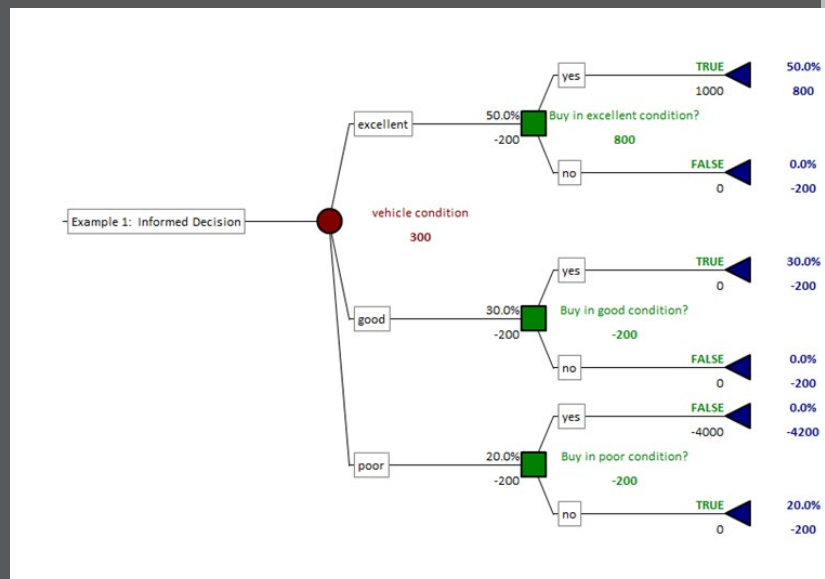 TRUE 50.0%
yes
1000 800
50.0% Buy in excellent condition?
excellent
-200 800
FALSE 0.0%
no
0 -200
vehicle condition
Example 1: Informed Decision
300
TRUE 30.0%
yes
0 -200
30.0% Buy in good condition?
good
-200 -200
FALSE 0.0%
no
0 -200
FALSE 0.0%
yes
-4000 -4200
20.0% Buy in poor condition?
poor
-200 -200
TRUE 20.0%
no
0 -200